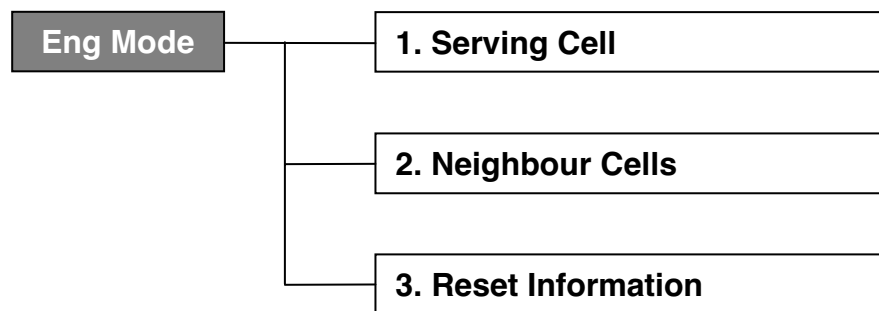 Eng Mode
1. Serving Cell
2. Neighbour Cells
3. Reset Information